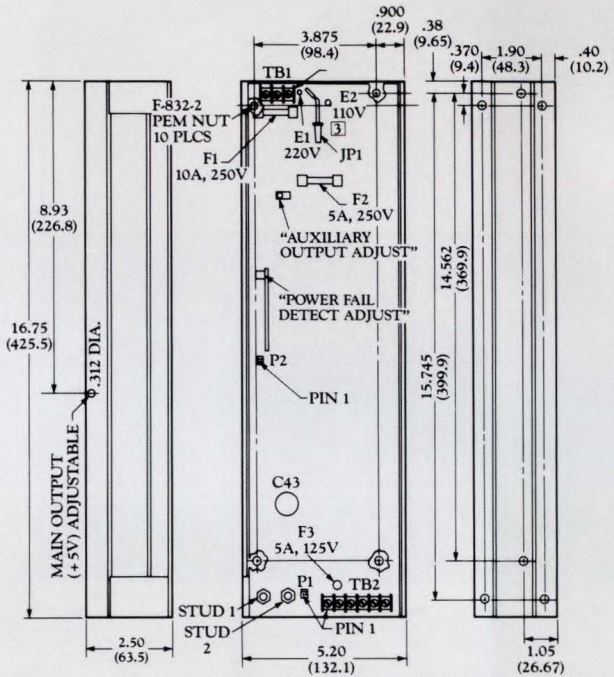 .900
(22.9)
3.875
(98.4)
.38
(9.65)
.370
(9.4)
1.90
(48.3)
.40
(10.2)
TB1
F-832-2
PEM NUT
10 PLCS
E2
110V
E1
220V
3
JP1
F1
10A, 250V
F2
5A, 250V
"AUXILIARY
OUTPUT ADJUST"
8.93
(226.8)
14.562
(369.9)
"POWER FAIL
DETECT ADJUST"
16.75
(425.5)
15.745
(399.9)
.312 DIA.
P2
PIN 1
MAIN OUTPUT
(+5V) ADJUSTABLE
C43
F3
5A, 125V
P1
TB2
STUD 1
STUD
2
PIN 1
2.50
(63.5)
5.20
(132.1)
1.05
(26.67)